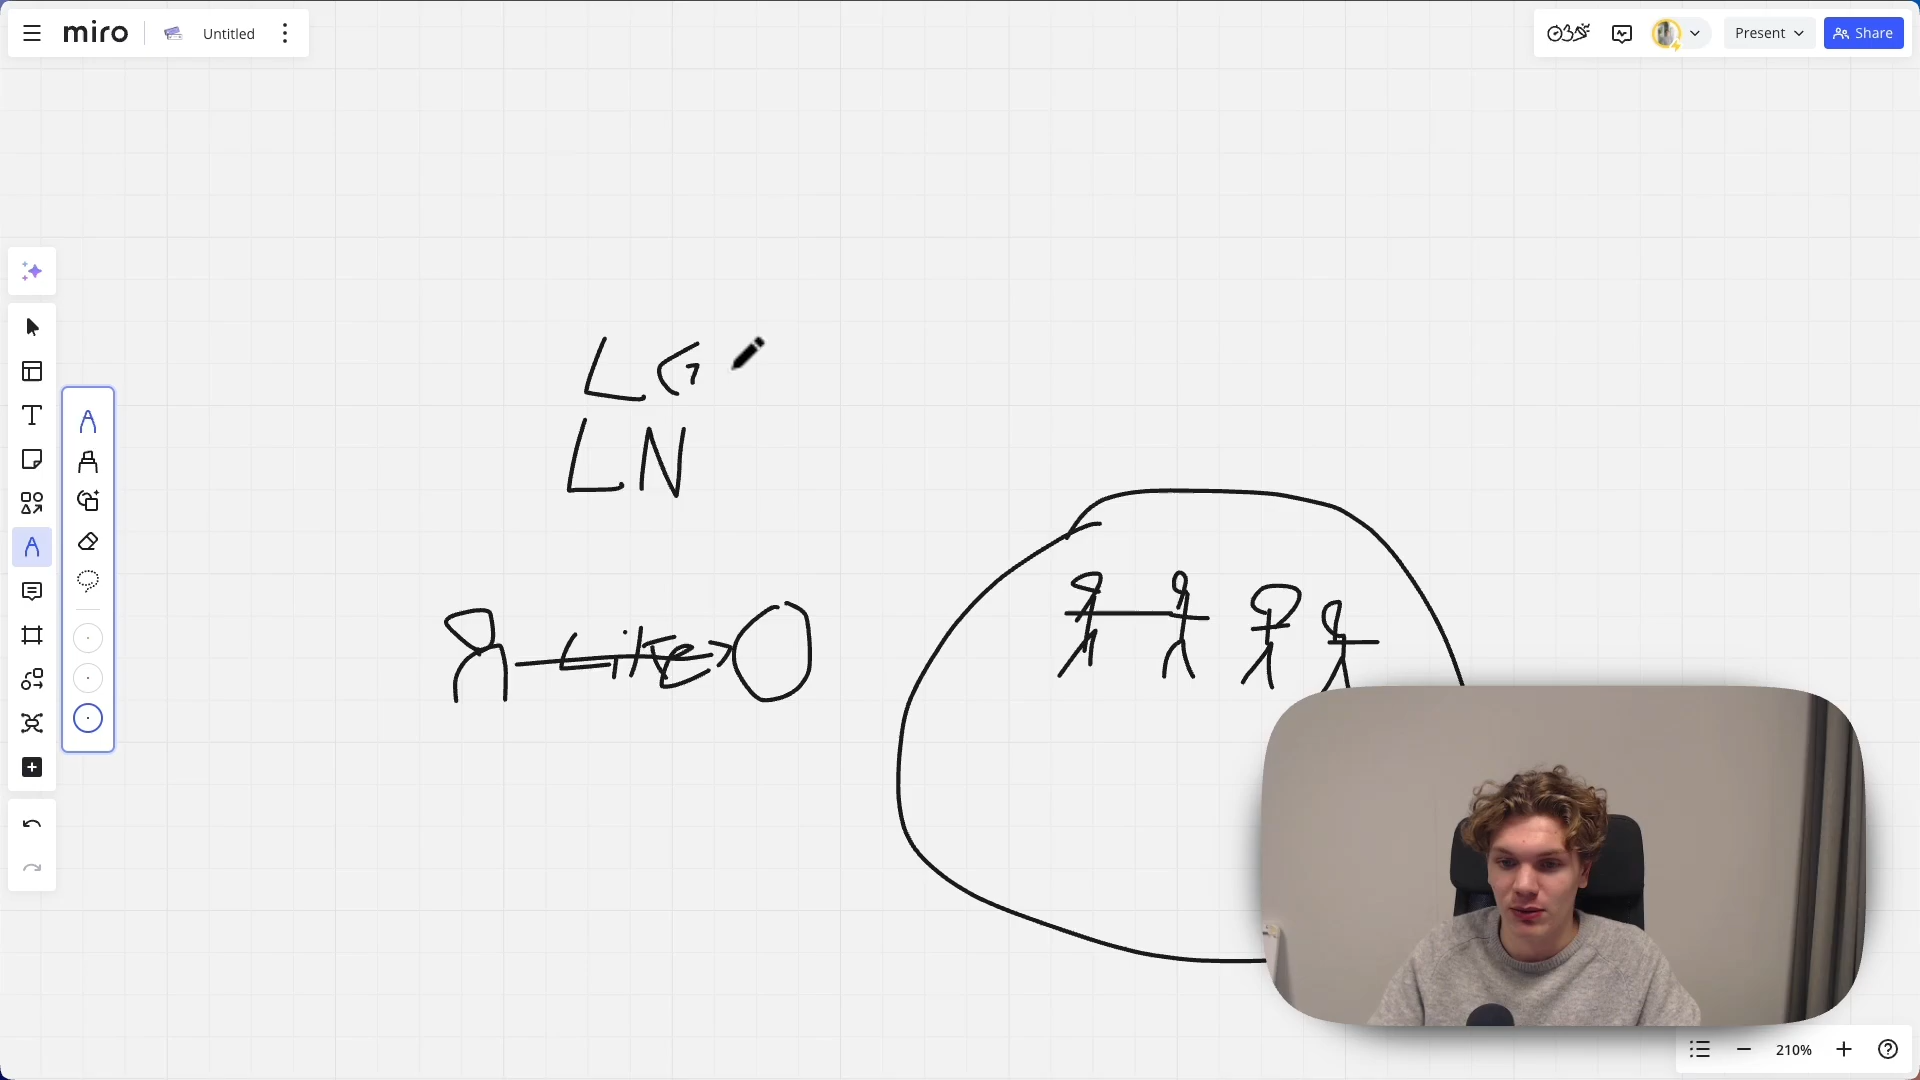 miro
Untitled
Present
Share
LG
LN
Like
210%